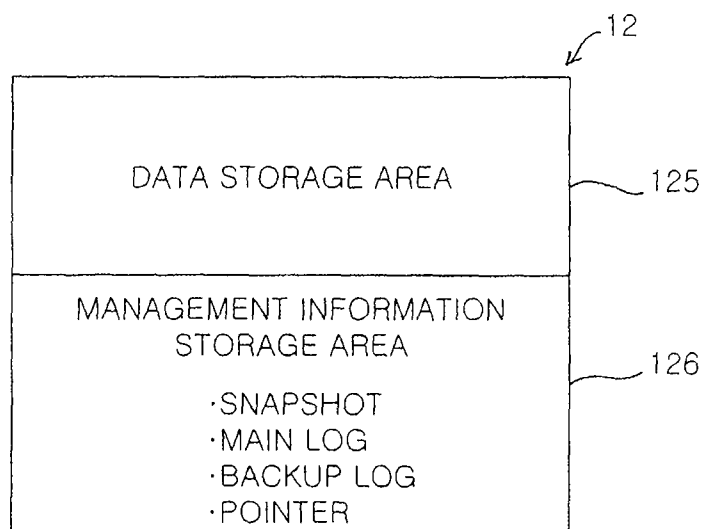 12
DATA STORAGE AREA
125
MANAGEMENT INFORMATION
STORAGE AREA
126
·SNAPSHOT
·MAIN LOG
·BACKUP LOG
·POINTER